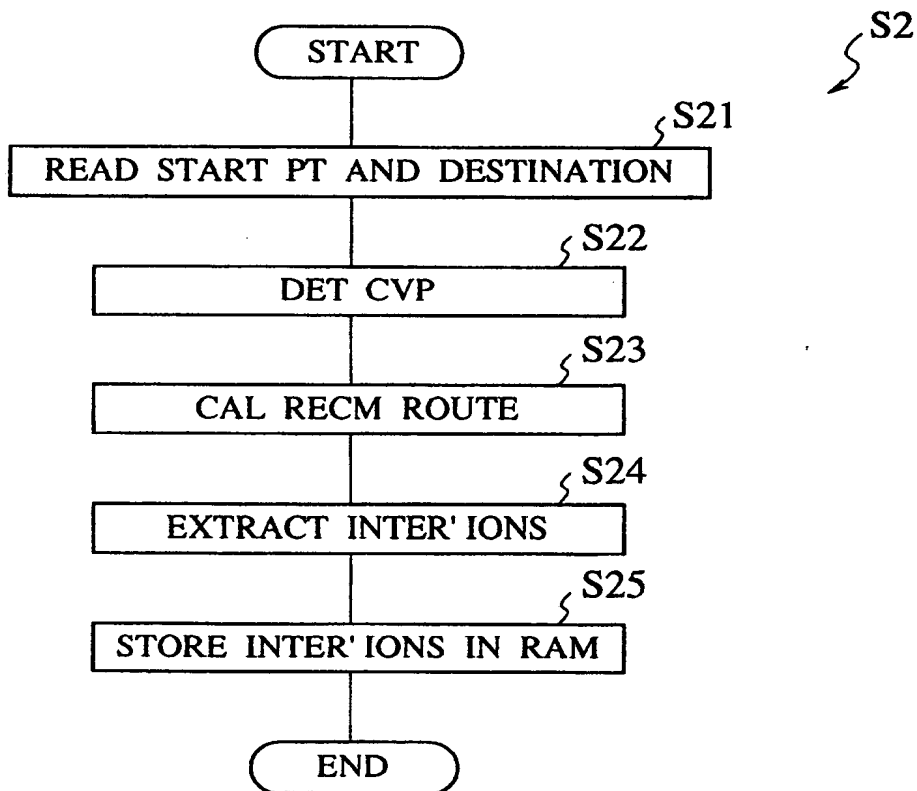 S2
START
S21
READ START PT AND DESTINATION
S22
DET CVP
S23
CAL RECM ROUTE
S24
EXTRACT INTER'IONS
S25
STORE INTER'IONS IN RAM
END